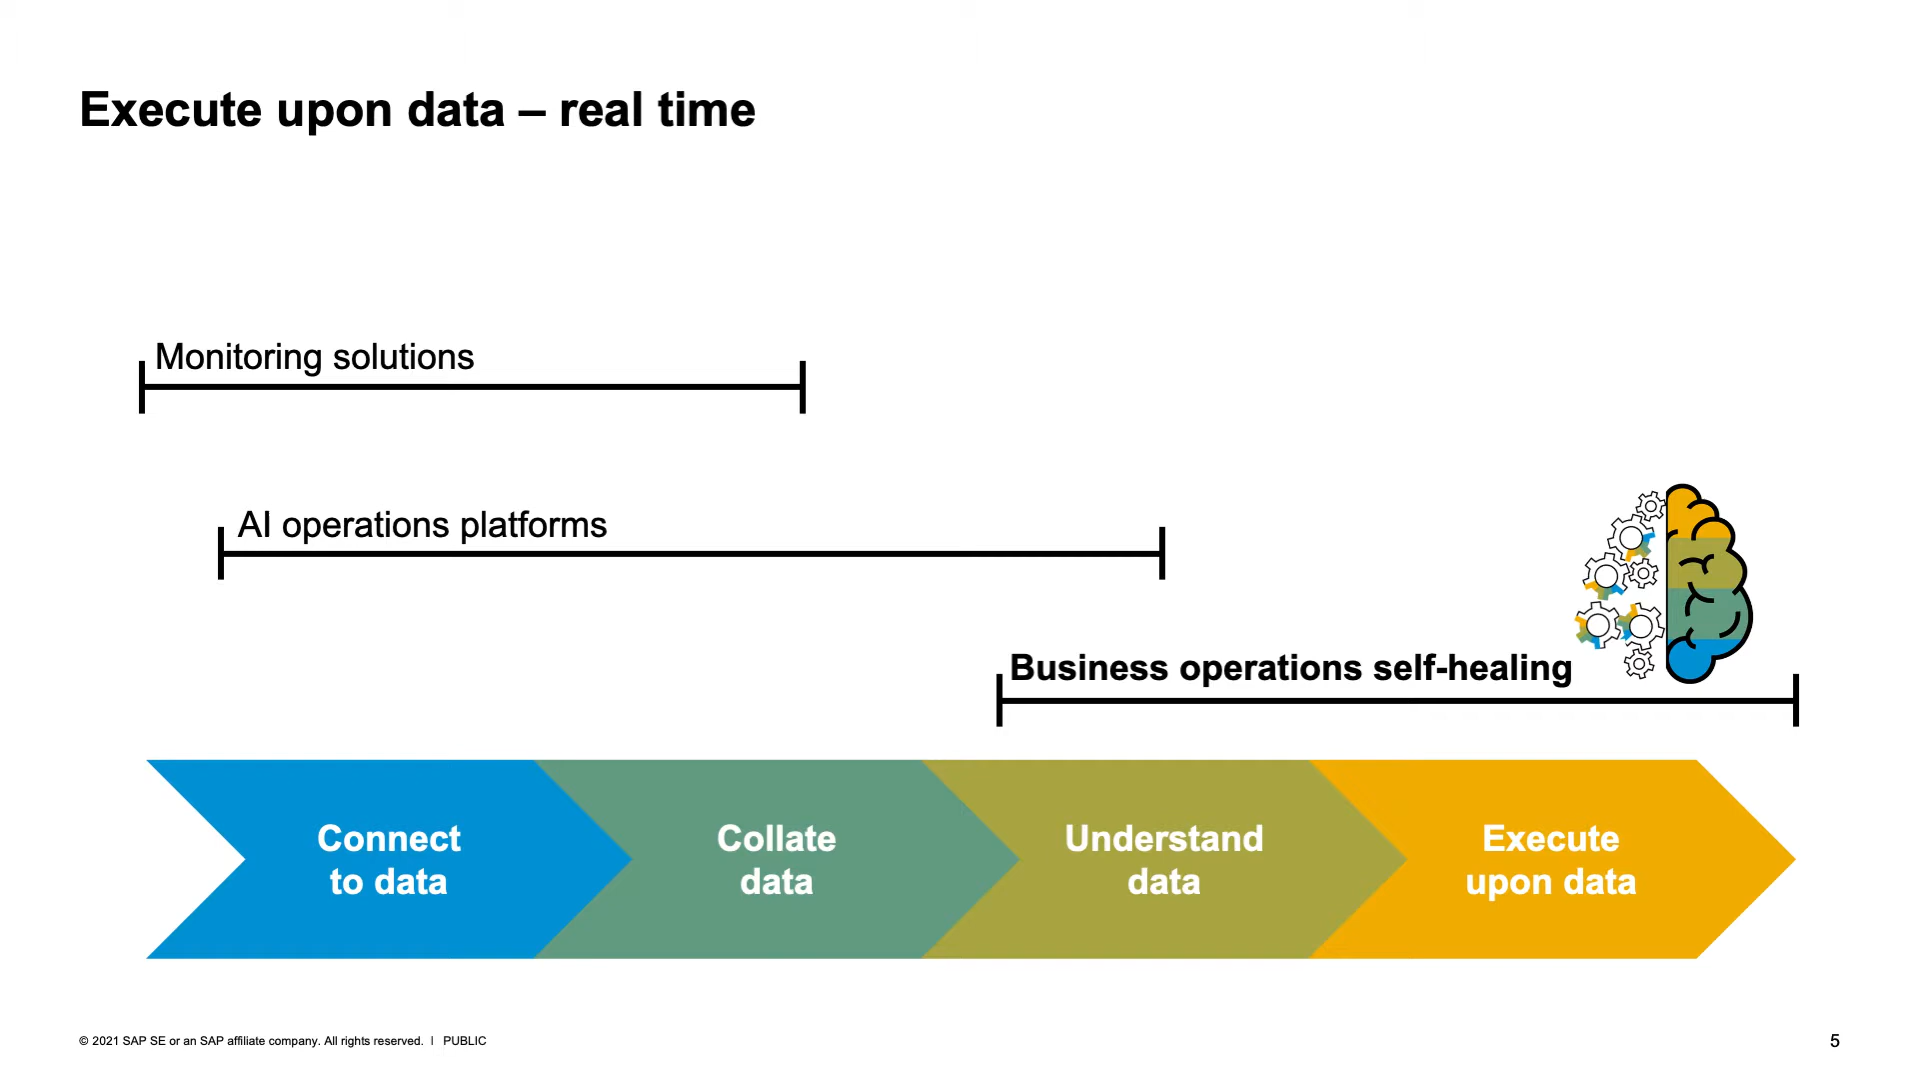 Execute upon data – real time
Monitoring solutions
AI operations platforms
Business operations self-healing
Connect
to data
Collate
data
Understand
data
Execute
upon data
© 2021 SAP SE or an SAP affiliate company. All rights reserved. | PUBLIC
5